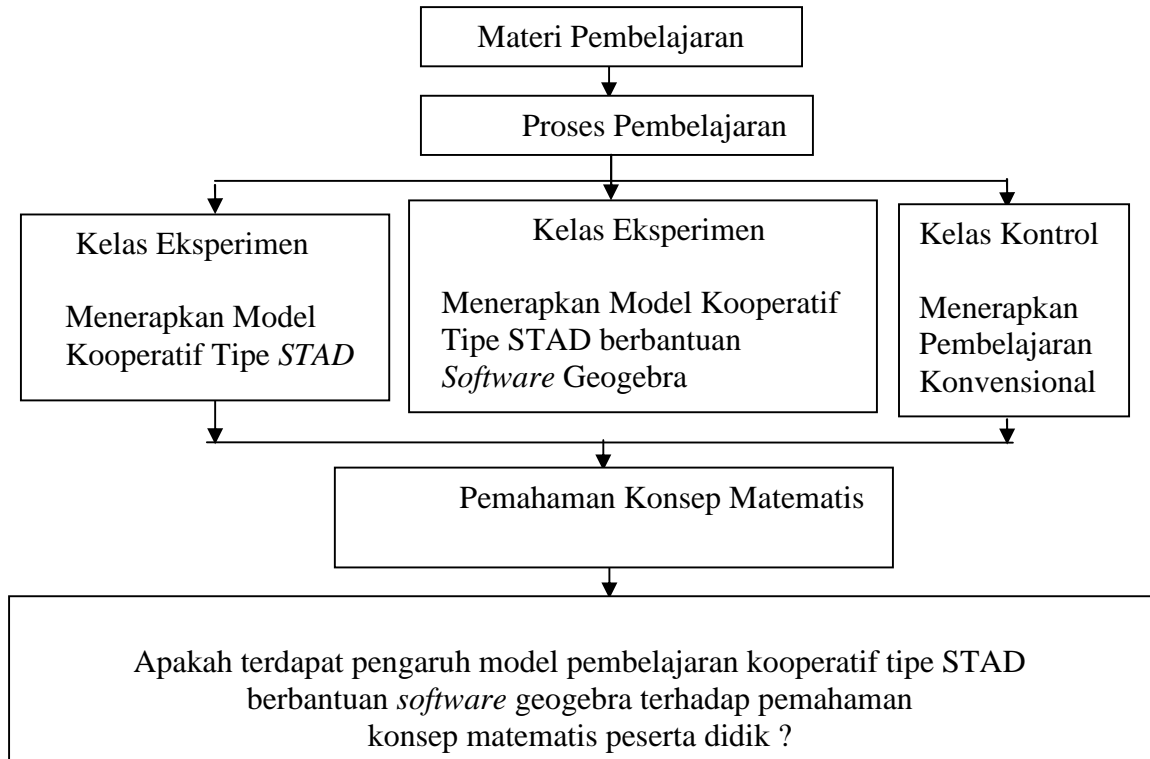 Materi Pembelajaran
Proses Pembelajaran
Kelas Eksperimen
Menerapkan Model
Kooperatif Tipe STAD
Kelas Eksperimen
Menerapkan Model Kooperatif
Tipe STAD berbantuan
Software Geogebra
Kelas Kontrol
Menerapkan
Pembelajaran
Konvensional
Pemahaman Konsep Matematis
Apakah terdapat pengaruh model pembelajaran kooperatif tipe STAD
berbantuan software geogebra terhadap pemahaman
konsep matematis peserta didik ?